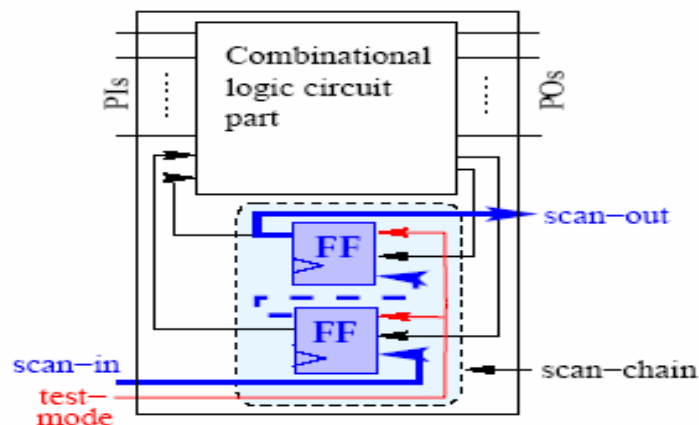 Combinational
logic circuit
part
PIs
POs
scan-out
FF
FF
scan-in
scan-chain
test-
mode